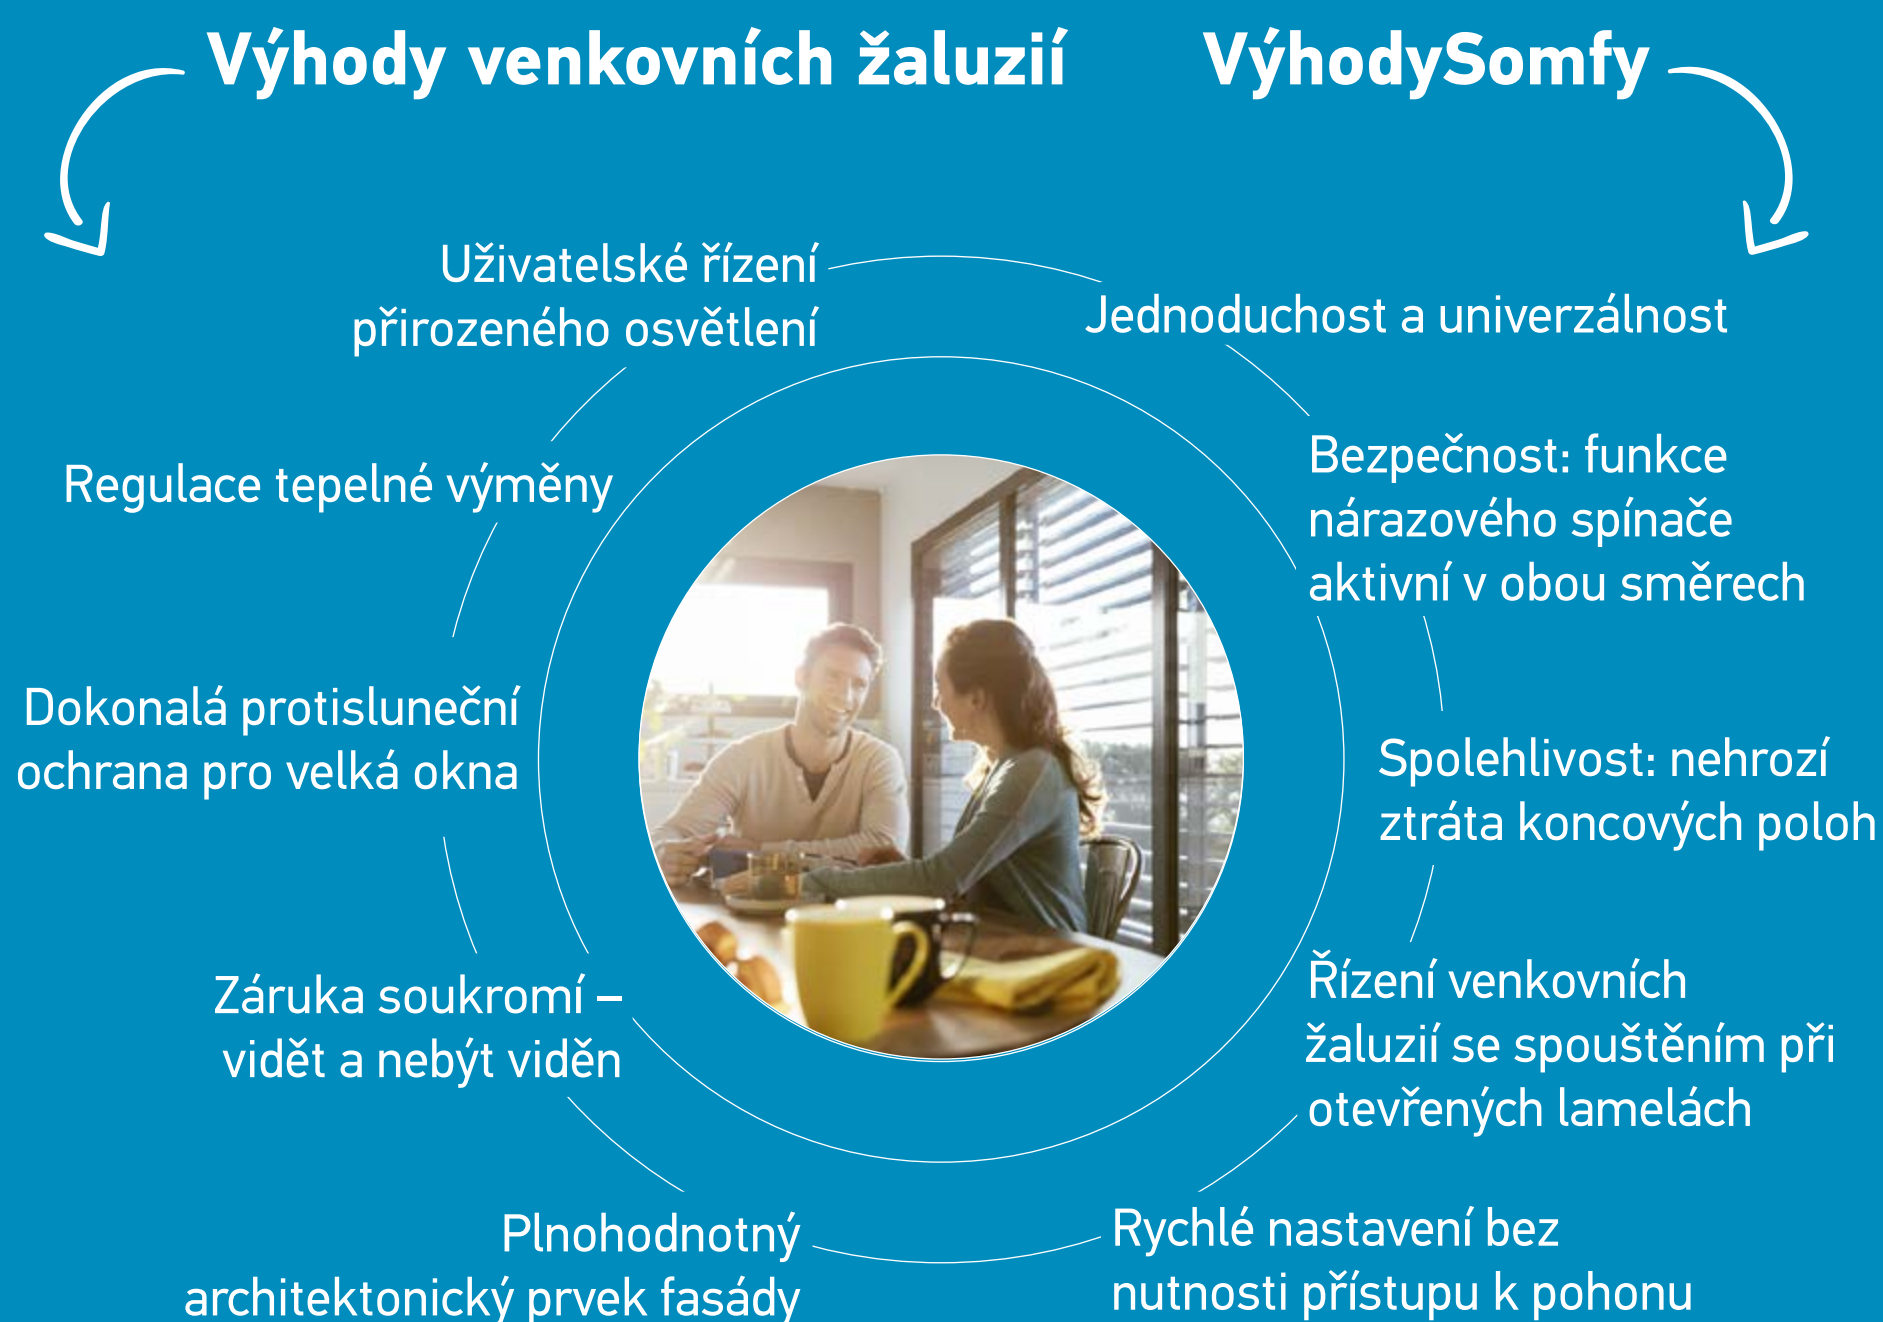 Výhody venkovních žaluzií
Uživatelské řízení
přirozeného osvětlení
Regulace tepelné výměny
Dokonalá protisluneční
ochrana pro velká okna
Záruka soukromí –
vidět a nebýt viděn
Plnohodnotný
architektonický prvek fasády
VýhodySomfy
Jednoduchost a univerzálnost
Bezpečnost: funkce
nárazového spínače
aktivní v obou směrech
Spolehlivost: nehrozí
ztráta koncových poloh
Řízení venkovních
žaluzií se spouštěním při
otevřených lamelách
Rychlé nastavení bez
nutnosti přístupu k pohonu